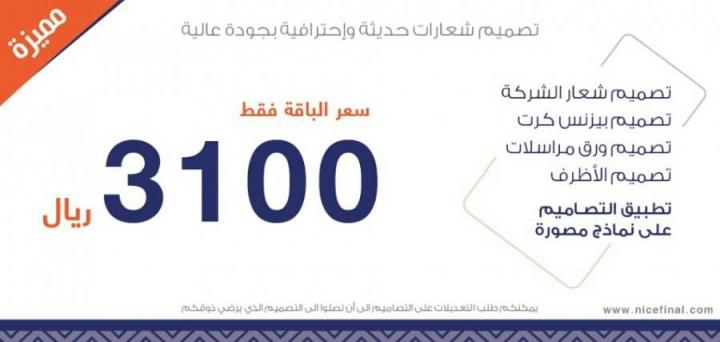 مميزة
تصميم شعارات حديثة وإحترافية بجودة عالية
تصميم شعار الشركة
تصميم بيزنس كرت
تصميم ورق مراسلات
تصميم الأظرف
تطبيق التصاميم
على نماذج مصورة
سعر الباقة فقط
3100 ريال
يمكنكم طلب التعديلات على التصاميم الى أن تصلوا الى التصميم الذي يرضي ذوقكم
www.nicefinal.com